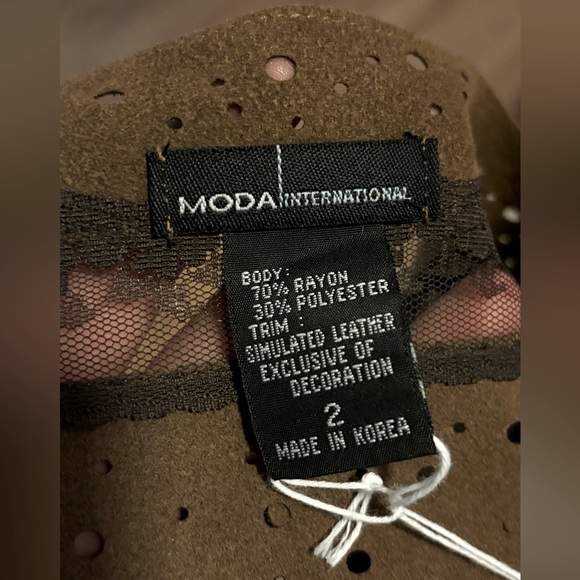 MODA INTERNATIONAL
BODY:
70% RAYON
30% POLYESTER
TRIM :
SIMULATED LEATHER
EXCLUSIVE OF
DECORATION
2
MADE IN KOREA